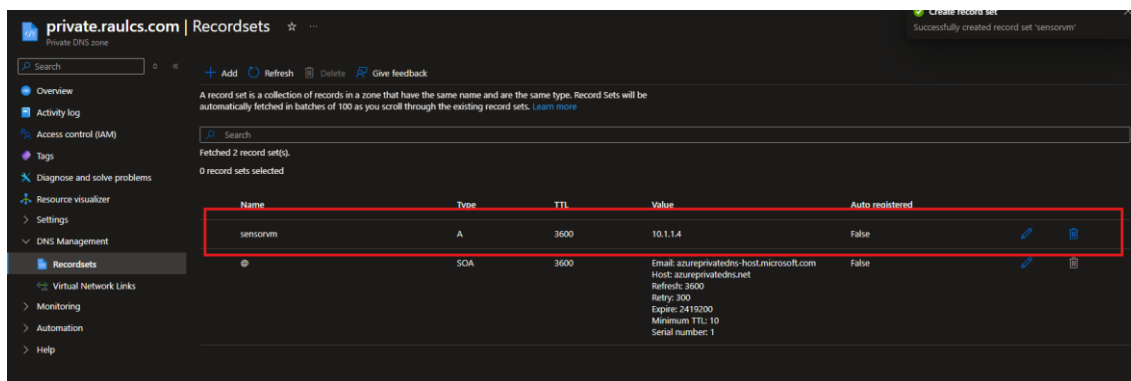 private.raulcs.com | Recordsets
Private DNS zone
Create record set
Successfully created record set 'sensorvm'
Search
Overview
Activity log
Access control (IAM)
Tags
Diagnose and solve problems
Resource visualizer
Settings
DNS Management
Recordsets
Virtual Network Links
Monitoring
Automation
Help
Add Refresh Delete Give feedback
A record set is a collection of records in a zone that have the same name and are the same type. Record Sets will be
automatically fetched in batches of 100 as you scroll through the existing record sets. Learn more
Search
Fetched 2 record set(s).
0 record sets selected
Name Type TTL Value Auto registered
sensorvm A 3600 10.1.1.4 False
@ SOA 3600 Email: azureprivatedns-host.microsoft.com False
Host: azureprivatedns.net
Refresh: 3600
Retry: 300
Expire: 2419200
Minimum TTL: 10
Serial number: 1